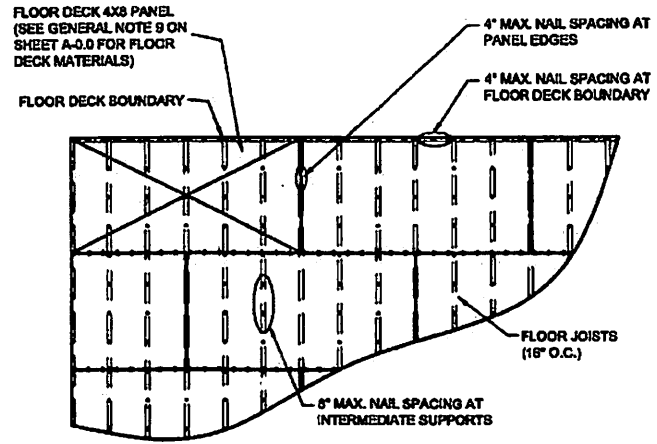 FLOOR DECK 4X8 PANEL
(SEE GENERAL NOTE 9 ON
SHEET A-0.0 FOR FLOOR
DECK MATERIALS)
FLOOR DECK BOUNDARY
4" MAX. NAIL SPACING AT
PANEL EDGES
4" MAX. NAIL SPACING AT
FLOOR DECK BOUNDARY
FLOOR JOISTS
(16" O.C.)
MAX. NAIL SPACING AT
INTERMEDIATE SUPPORTS